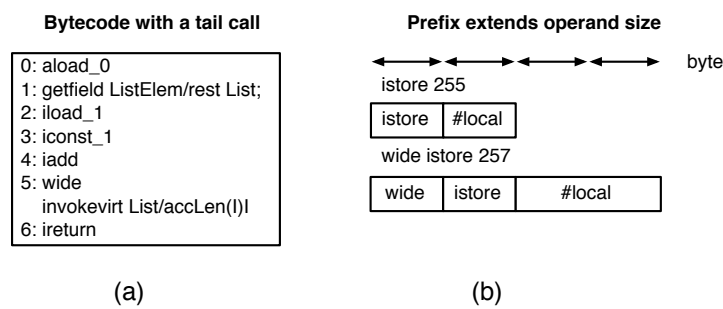 Bytecode with a tail call
0: aload_0
1: getfield ListElem/rest List;
2: iload_1
3: iconst_1
4: iadd
5: wide
invokevirt List/accLen(I)I
6: ireturn
(a)
Prefix extends operand size
byte
istore 255
istore #local
wide istore 257
wide istore #local
(b)